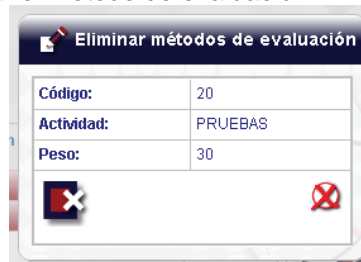 Eliminar métodos de evaluación
Código: 20
Actividad: PRUEBAS
Peso: 30